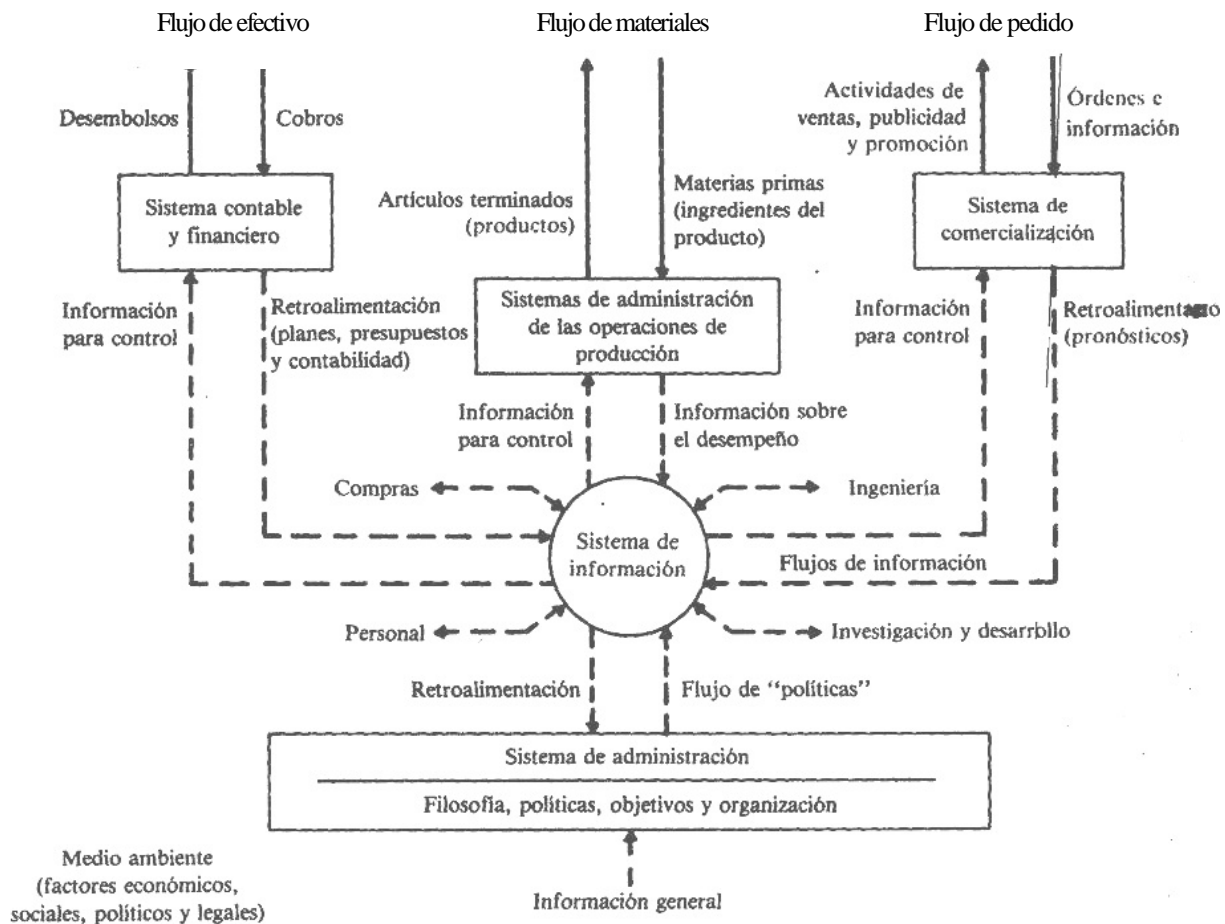 Flujo de efectivo
Flujo de materiales
Flujo de pedido
Desembolsos
Cobros
Actividades de
ventas, publicidad
y promoción
Órdenes e
información
Sistema contable
y financiero
Artículos terminados
(productos)
Materias primas
(ingredientes del
producto)
Sistema de
comercialización
Información
para control
Retroalimentación
(planes, presupuestos
y contabilidad)
Sistemas de administración
de las operaciones de
producción
Información
para control
(pronósticos)
Información
para control
Información sobre
el desempeño
Compras
Ingeniería
Sistema de
información
Flujos de información
Personal
Investigación y desarrollo
Retroalimentación
Flujo de "políticas"
Sistema de administración
Filosofía, políticas, objetivos y organización
Medio ambiente
(factores económicos,
sociales, políticos y legales)
Información general